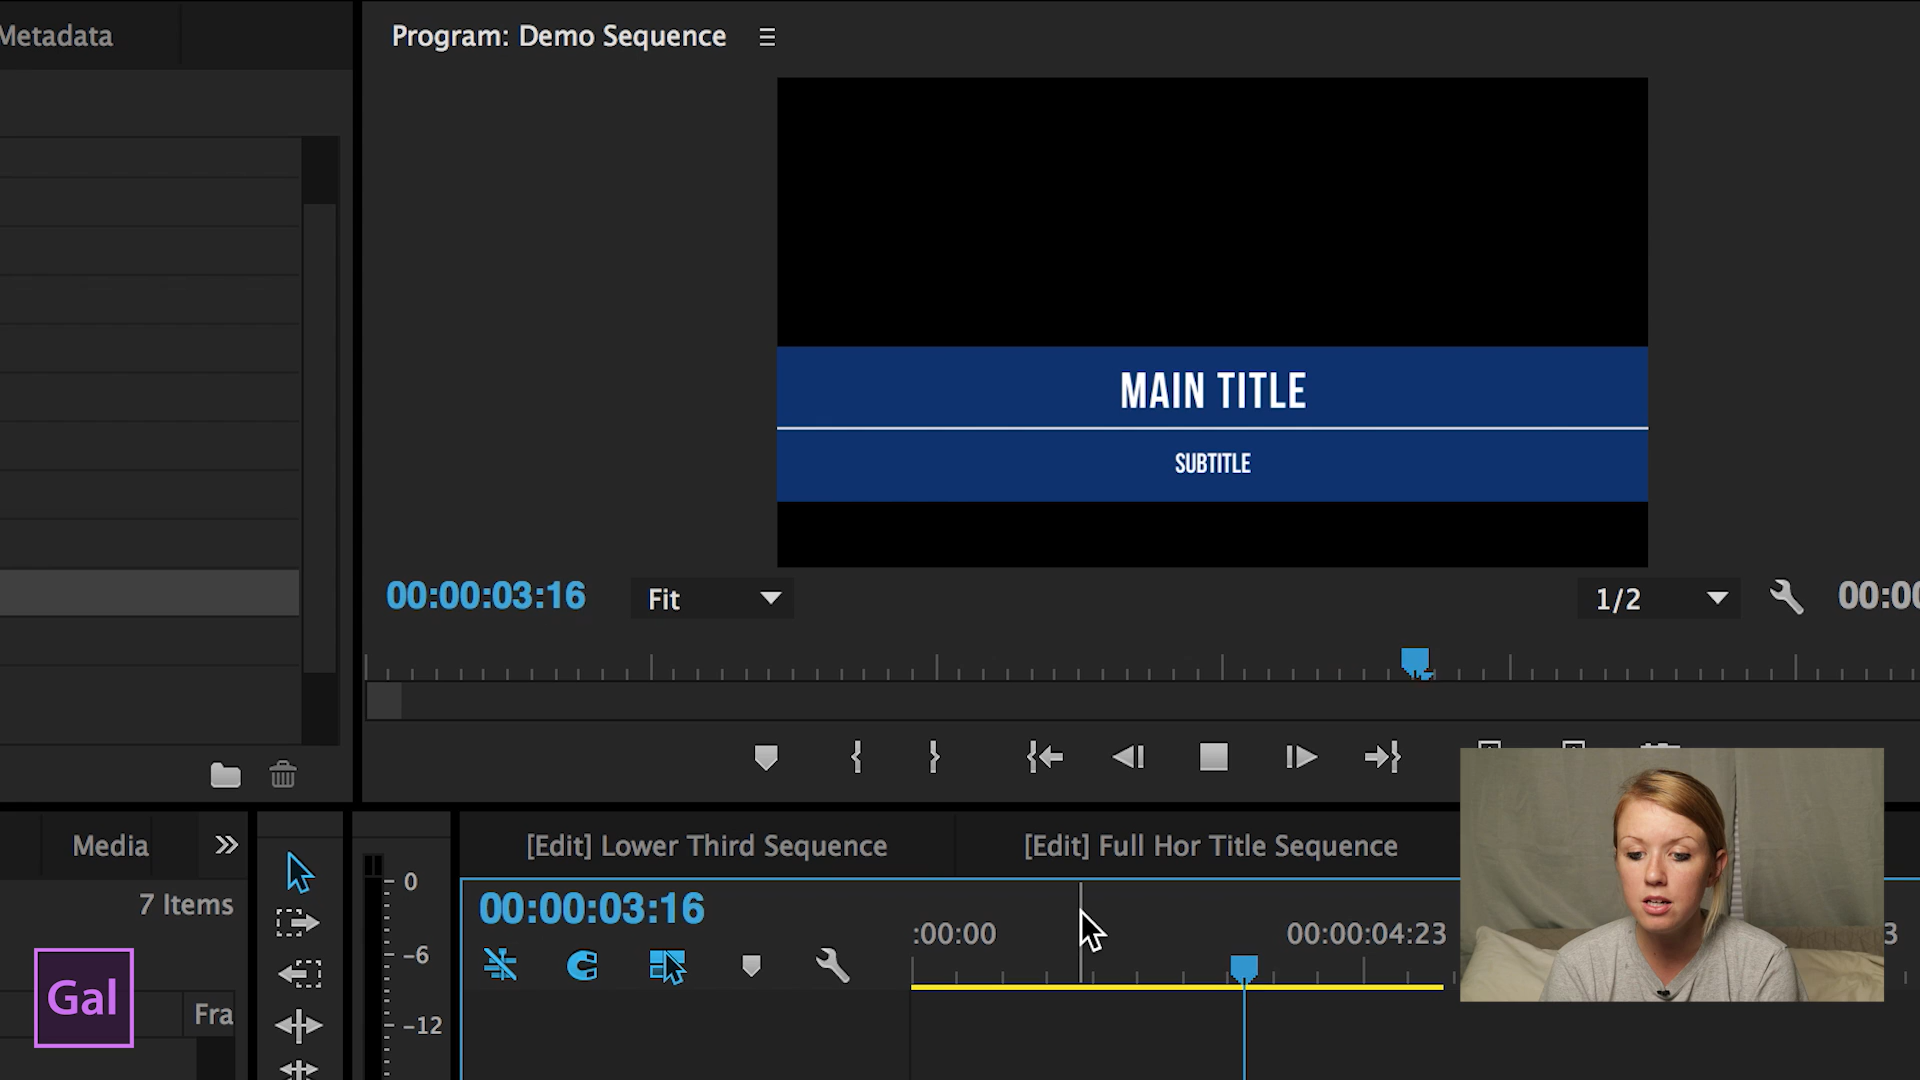 Metadata
Program: Demo Sequence
MAIN TITLE
SUBTITLE
00:00:03:16
Fit
1/2
00:00
Media
[Edit] Lower Third Sequence
[Edit] Full Hor Title Sequence
7 Items
0
-6
-12
00:00:03:16
:00:00
00:00:04:23
3
Gal
Fra